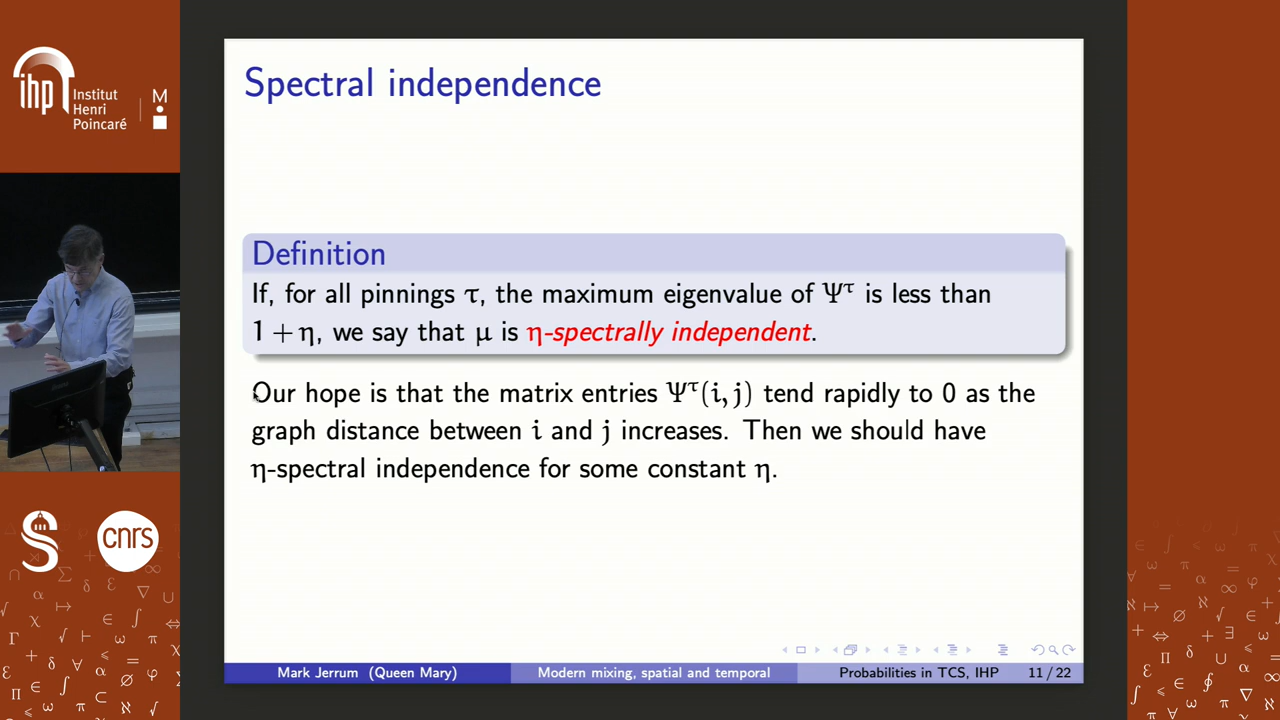 ihp
Institut
Henri
Poincaré
M
Spectral independence
Definition
If, for all pinnings τ, the maximum eigenvalue of Ψ^τ is less than
1 + η, we say that μ is η-spectrally independent.
Our hope is that the matrix entries Ψ^τ(i, j) tend rapidly to 0 as the
graph distance between i and j increases. Then we should have
η-spectral independence for some constant η.
S
cnrs
Mark Jerrum (Queen Mary)
Modern mixing, spatial and temporal
Probabilities in TCS, IHP
11 / 22